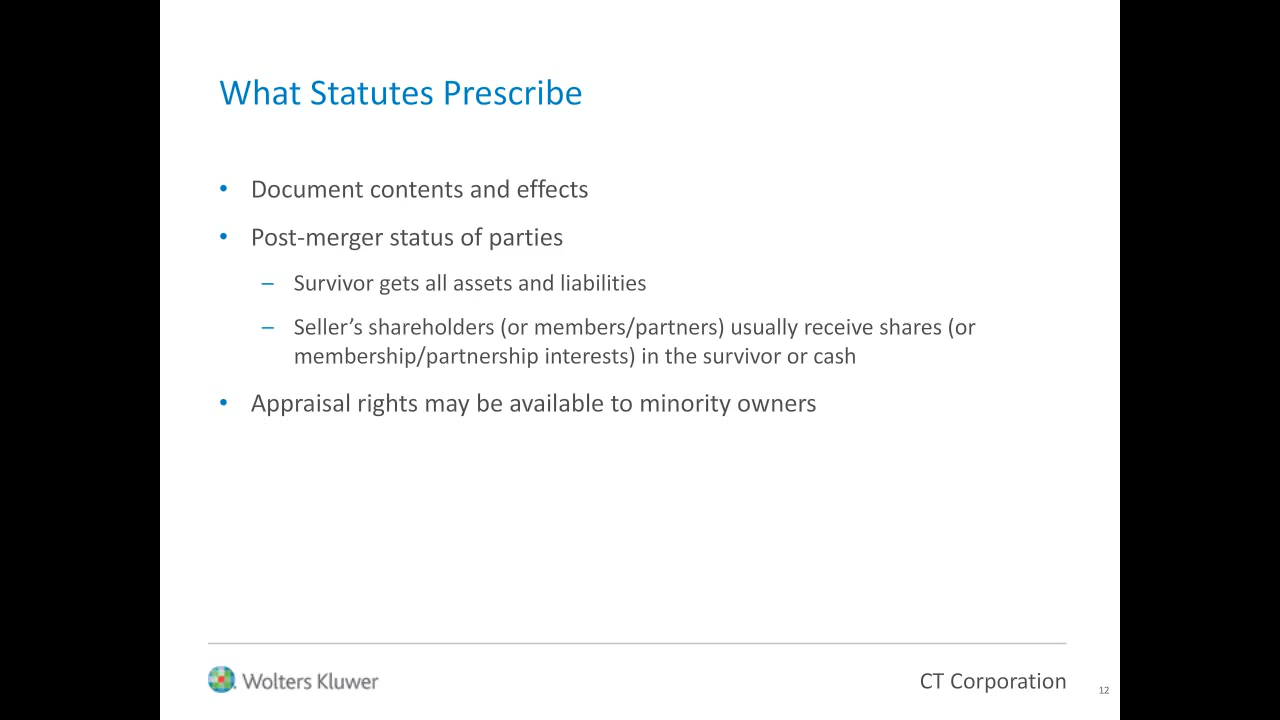 What Statutes Prescribe
• Document contents and effects
• Post-merger status of parties
– Survivor gets all assets and liabilities
– Seller’s shareholders (or members/partners) usually receive shares (or
membership/partnership interests) in the survivor or cash
• Appraisal rights may be available to minority owners
Wolters Kluwer
CT Corporation
12